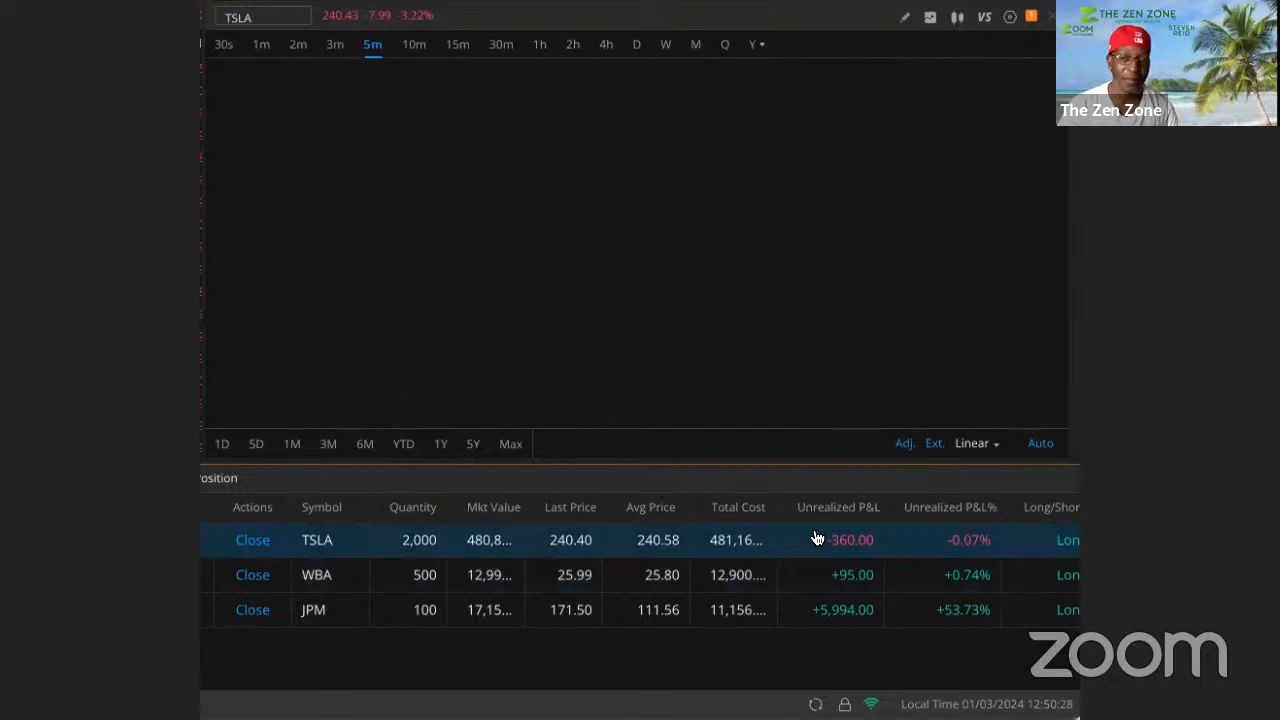 TSLA 240.43 -7.99 -3.22% VS T
THE ZEN ZONE
ZOOM STEVEN REID
The Zen Zone
30s 1m 2m 3m 5m 10m 15m 30m 1h 2h 4h D W M Q Y
1D 5D 1M 3M 6M YTD 1Y 5Y Max Adj. Ext. Linear Auto
osition
Actions Symbol Quantity Mkt Value Last Price Avg Price Total Cost Unrealized P&L Unrealized P&L% Long/Shor
Close TSLA 2,000 480,8... 240.40 240.58 481,16... -360.00 -0.07% Lon
Close WBA 500 12,99... 25.99 25.80 12,900.... +95.00 +0.74% Lon
Close JPM 100 17,15... 171.50 111.56 11,156.... +5,994.00 +53.73% Lon
zoom
Local Time 01/03/2024 12:50:28